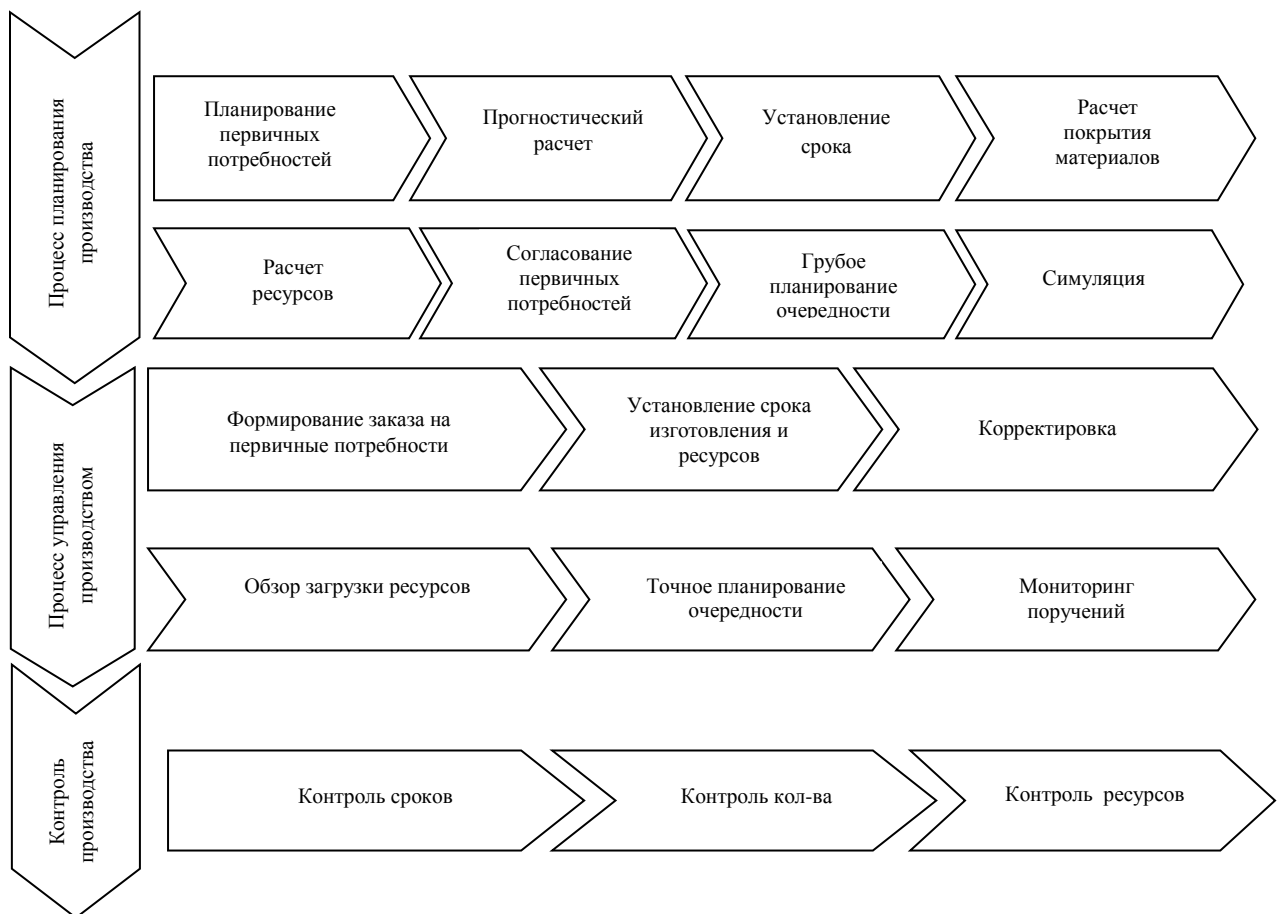 Процесс планирования
производства
Планирование
первичных
потребностей
Прогностический
расчет
Установление
срока
Расчет
покрытия
материалов
Расчет
ресурсов
Согласование
первичных
потребностей
Грубое
планирование
очередности
Симуляция
Процесс управления
производством
Формирование заказа на
первичные потребности
Установление срока
изготовления и
ресурсов
Корректировка
Обзор загрузки ресурсов
Точное планирование
очередности
Мониторинг
поручений
Контроль
производства
Контроль сроков
Контроль кол-ва
Контроль ресурсов